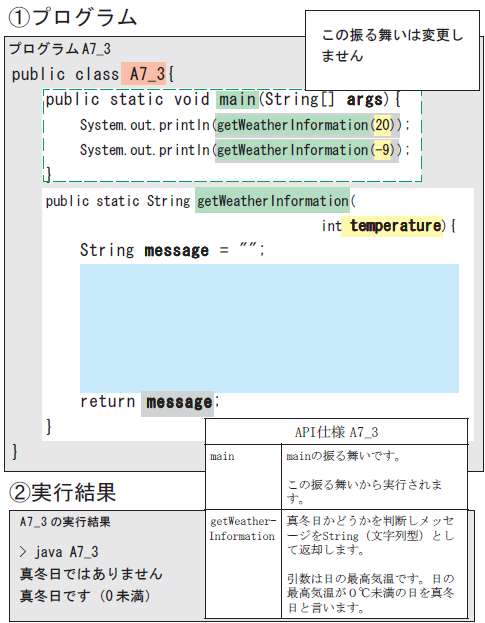 ①プログラム
この振る舞いは変更し
ません
プログラムA7_3
public class A7_3{
public static void main(String[] args){
System.out.println(getWeatherInformation(20));
System.out.println(getWeatherInformation(-9));
}
public static String getWeatherInformation(
int temperature){
String message = "";
return message;
}
}
API仕様 A7_3
main
mainの振る舞いです。
この振る舞いから実行されま
す。
getWeather-
Information
真冬日かどうかを判断しメッセ
ージをString（文字列型）とし
て返却します。
引数は日の最高気温です。日の
最高気温が０℃未満の日を真冬
日と言います。
②実行結果
A7_3の実行結果
> java A7_3
真冬日ではありません
真冬日です（0未満）